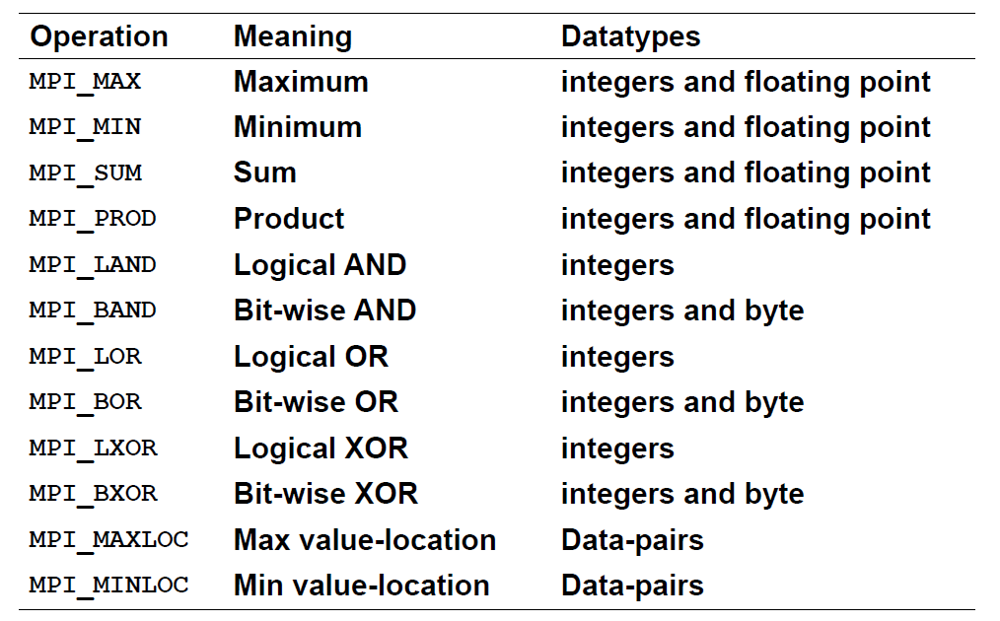 Operation Meaning Datatypes
MPI_MAX Maximum integers and floating point
MPI_MIN Minimum integers and floating point
MPI_SUM Sum integers and floating point
MPI_PROD Product integers and floating point
MPI_LAND Logical AND integers
MPI_BAND Bit-wise AND integers and byte
MPI_LOR Logical OR integers
MPI_BOR Bit-wise OR integers and byte
MPI_LXOR Logical XOR integers
MPI_BXOR Bit-wise XOR integers and byte
MPI_MAXLOC Max value-location Data-pairs
MPI_MINLOC Min value-location Data-pairs